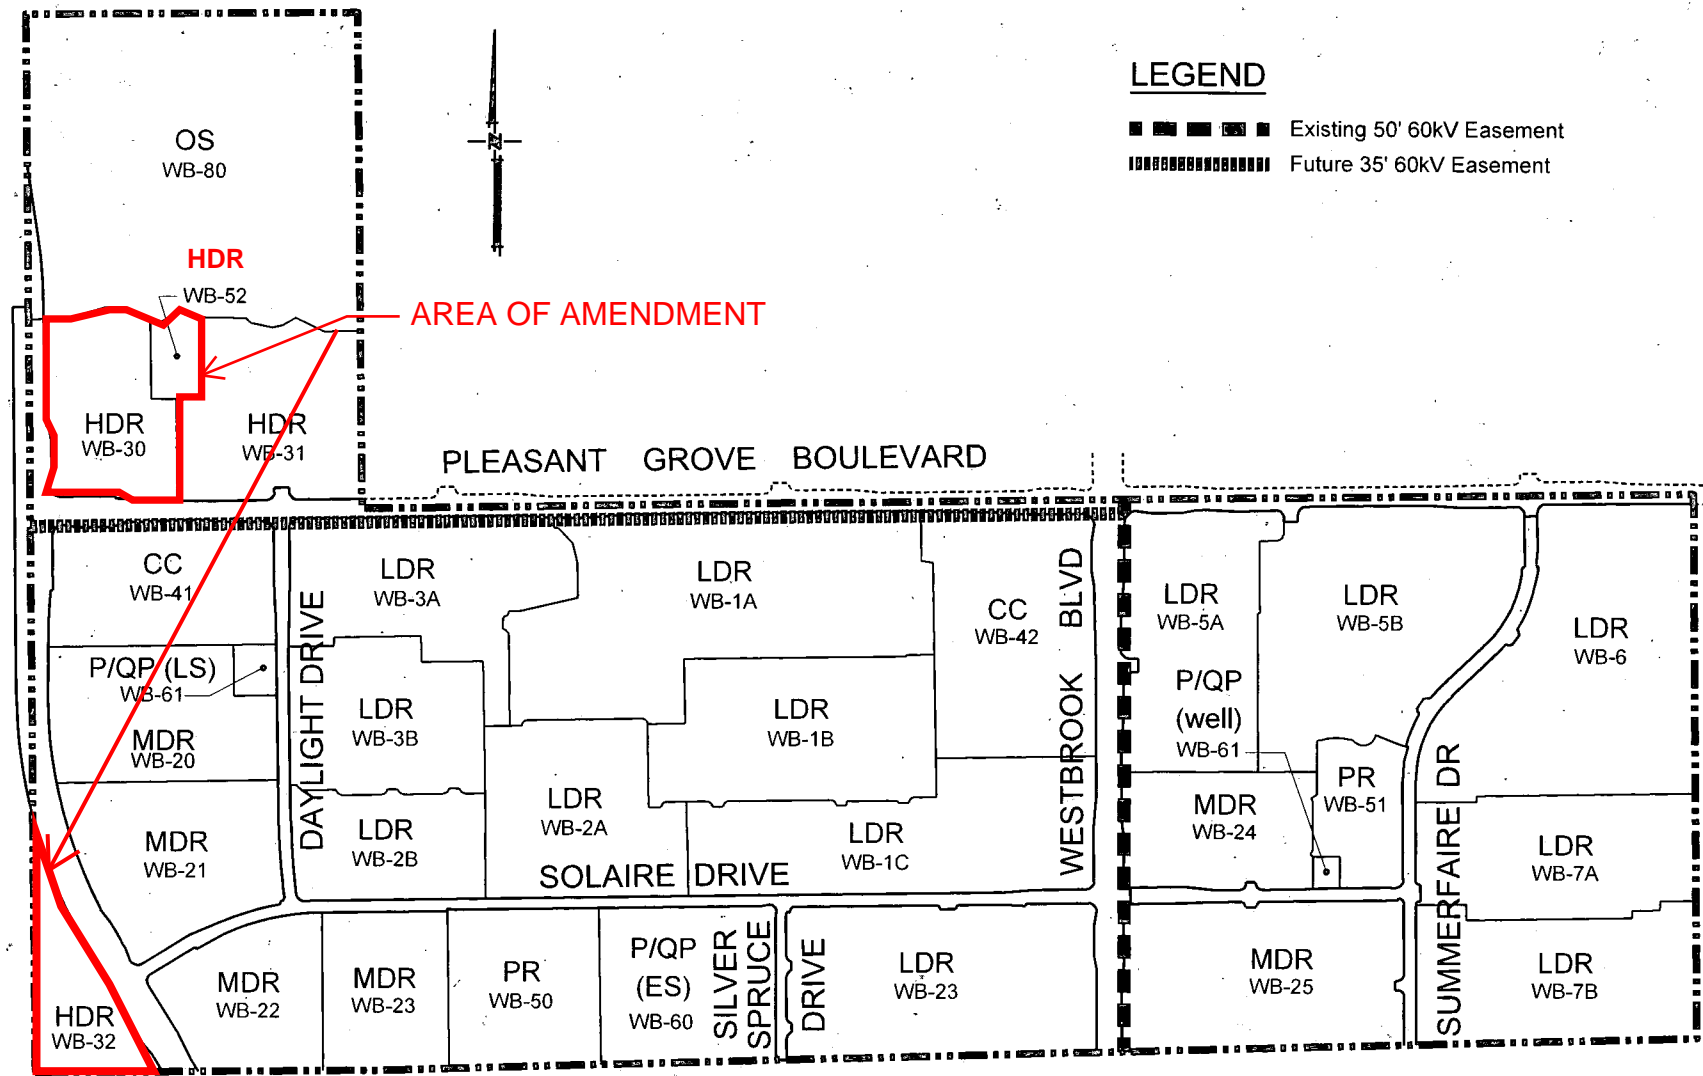 LEGEND
Existing 50' 60kV Easement
Future 35' 60kV Easement
N
OS
WB-80
HDR
WB-52
AREA OF AMENDMENT
HDR
WB-30
HDR
WB-31
PLEASANT GROVE BOULEVARD
CC
WB-41
LDR
WB-3A
LDR
WB-1A
CC
WB-42
WESTBROOK BLVD
LDR
WB-5A
LDR
WB-5B
LDR
WB-6
P/QP (LS)
WB-61
DAYLIGHT DRIVE
MDR
WB-20
LDR
WB-3B
LDR
WB-1B
P/QP
(well)
WB-61
PR
WB-51
MDR
WB-21
LDR
WB-2B
LDR
WB-2A
LDR
WB-1C
MDR
WB-24
SUMMERFAIRE DR
LDR
WB-7A
SOLAIRE DRIVE
HDR
WB-32
MDR
WB-22
MDR
WB-23
PR
WB-50
P/QP
(ES)
WB-60
SILVER
SPRUCE
DRIVE
LDR
WB-23
MDR
WB-25
LDR
WB-7B